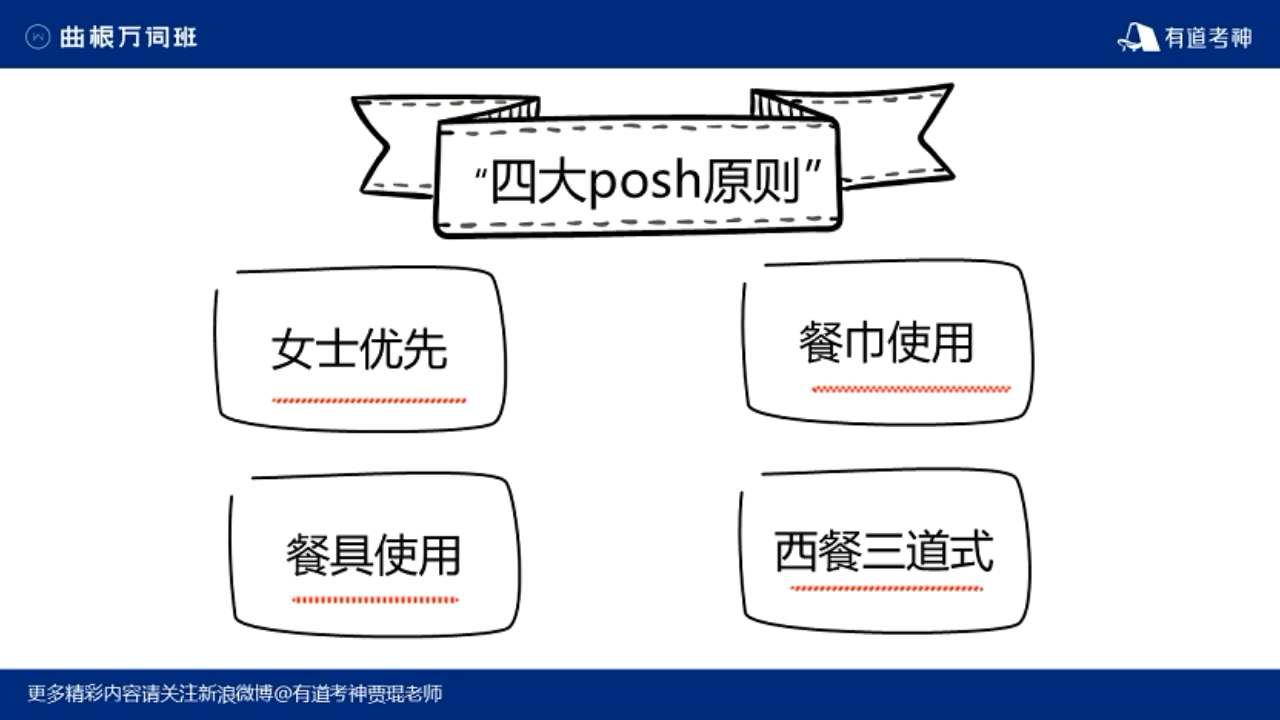 曲根万词班
有道考神
“四大posh原则”
女士优先
餐巾使用
餐具使用
西餐三道式
更多精彩内容请关注新浪微博@有道考神贾琨老师